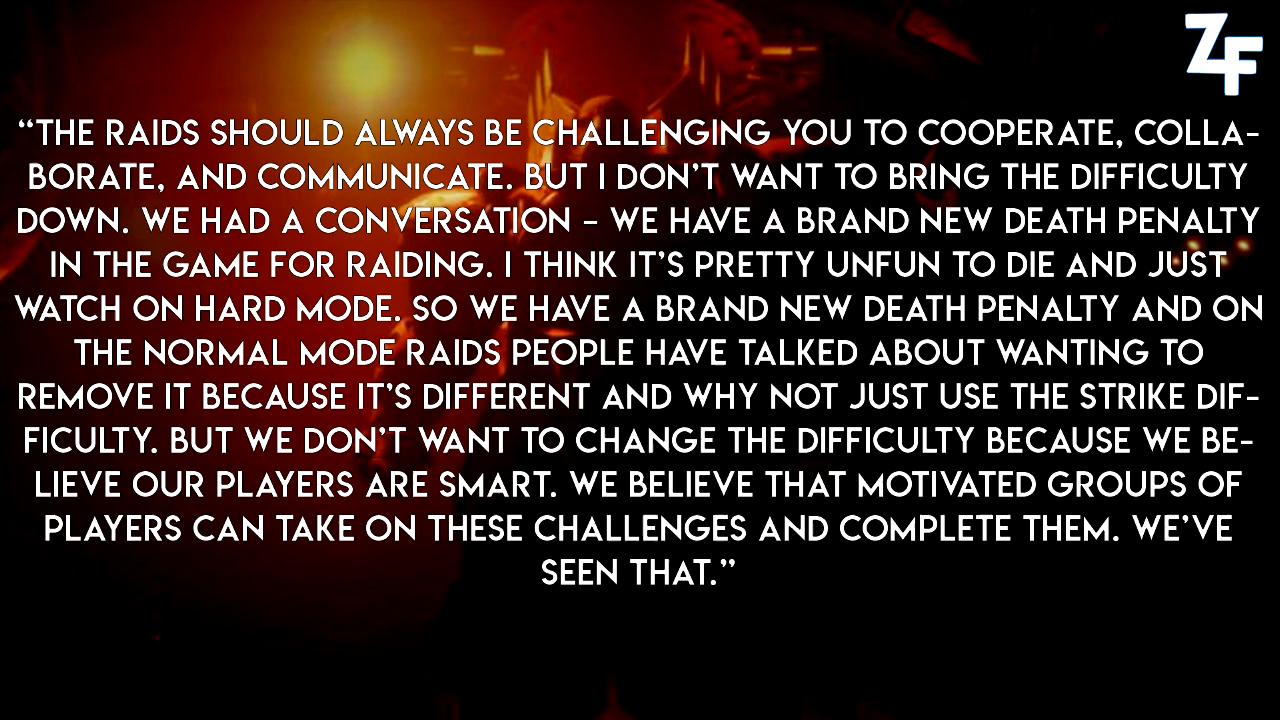 ZF
“THE RAIDS SHOULD ALWAYS BE CHALLENGING YOU TO COOPERATE, COLLA-
BORATE, AND COMMUNICATE. BUT I DON’T WANT TO BRING THE DIFFICULTY
DOWN. WE HAD A CONVERSATION – WE HAVE A BRAND NEW DEATH PENALTY
IN THE GAME FOR RAIDING. I THINK IT’S PRETTY UNFUN TO DIE AND JUST
WATCH ON HARD MODE. SO WE HAVE A BRAND NEW DEATH PENALTY AND ON
THE NORMAL MODE RAIDS PEOPLE HAVE TALKED ABOUT WANTING TO
REMOVE IT BECAUSE IT’S DIFFERENT AND WHY NOT JUST USE THE STRIKE DIF-
FICULTY. BUT WE DON’T WANT TO CHANGE THE DIFFICULTY BECAUSE WE BE-
LIEVE OUR PLAYERS ARE SMART. WE BELIEVE THAT MOTIVATED GROUPS OF
PLAYERS CAN TAKE ON THESE CHALLENGES AND COMPLETE THEM. WE’VE
SEEN THAT.”